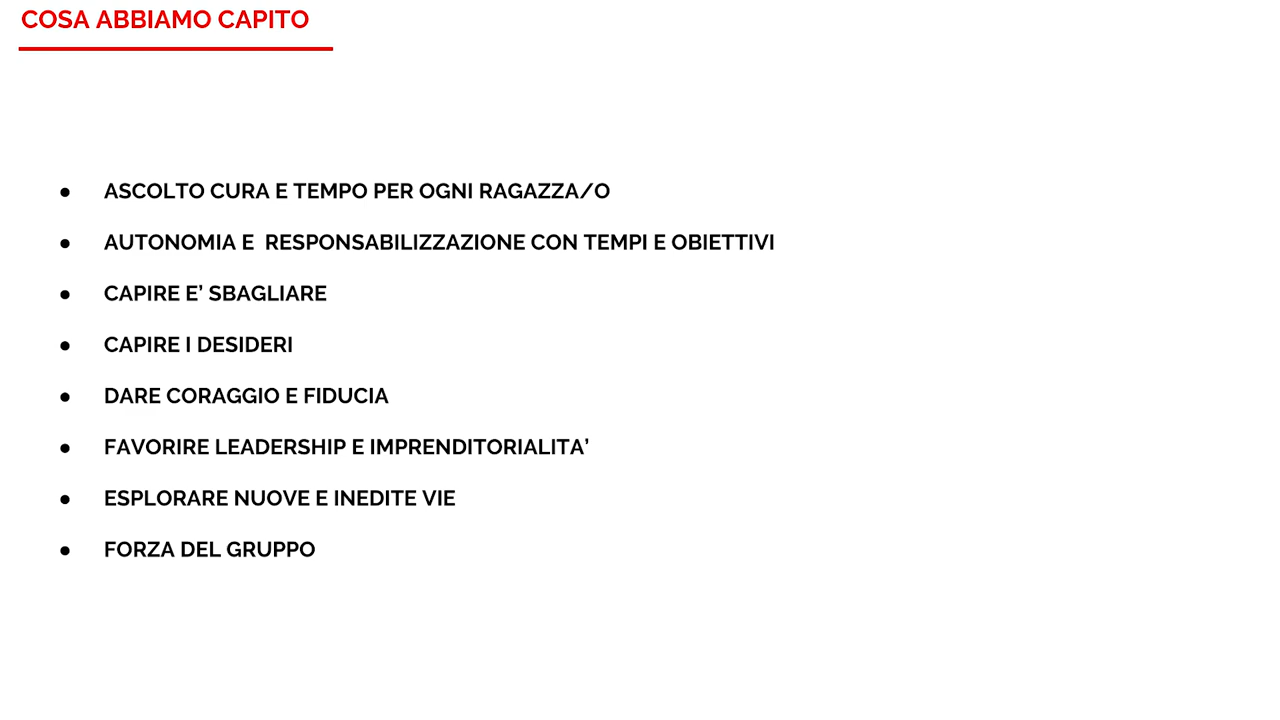 COSA ABBIAMO CAPITO
● ASCOLTO CURA E TEMPO PER OGNI RAGAZZA/O
● AUTONOMIA E  RESPONSABILIZZAZIONE CON TEMPI E OBIETTIVI
● CAPIRE E’ SBAGLIARE
● CAPIRE I DESIDERI
● DARE CORAGGIO E FIDUCIA
● FAVORIRE LEADERSHIP E IMPRENDITORIALITA’
● ESPLORARE NUOVE E INEDITE VIE
● FORZA DEL GRUPPO